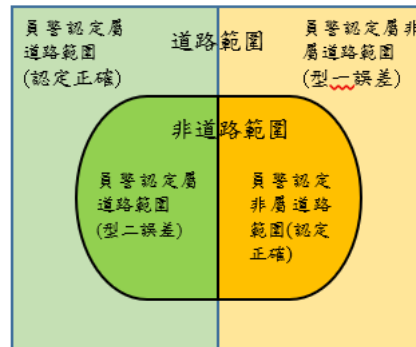 員警認定屬
道路範圍
(認定正確)
道路範圍
員警認定屬非
屬道路範圍
(型一誤差)
非道路範圍
員警認定屬
道路範圍
(型二誤差)
員警認定
非屬道路
範圍(認定
正確)